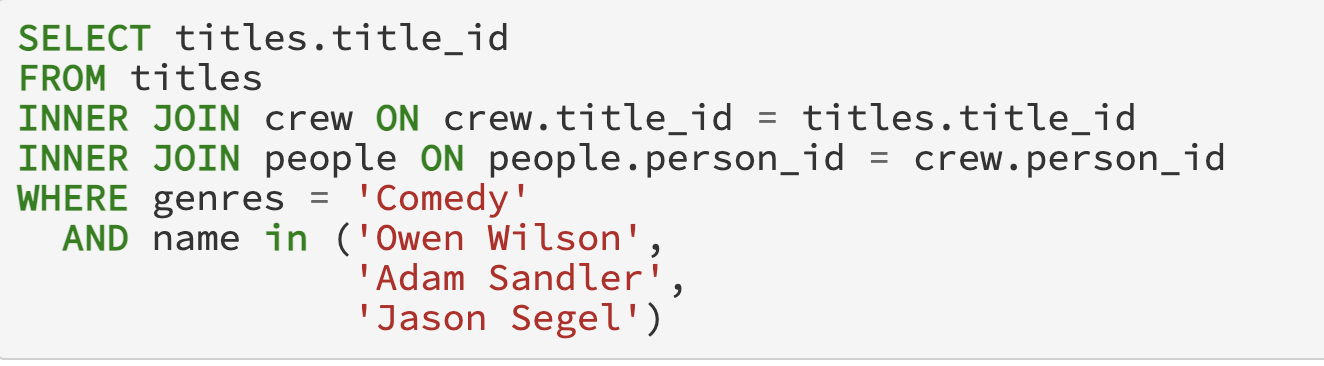 SELECT titles.title_id
FROM titles
INNER JOIN crew ON crew.title_id = titles.title_id
INNER JOIN people ON people.person_id = crew.person_id
WHERE genres = 'Comedy'
  AND name in ('Owen Wilson',
               'Adam Sandler',
               'Jason Segel')